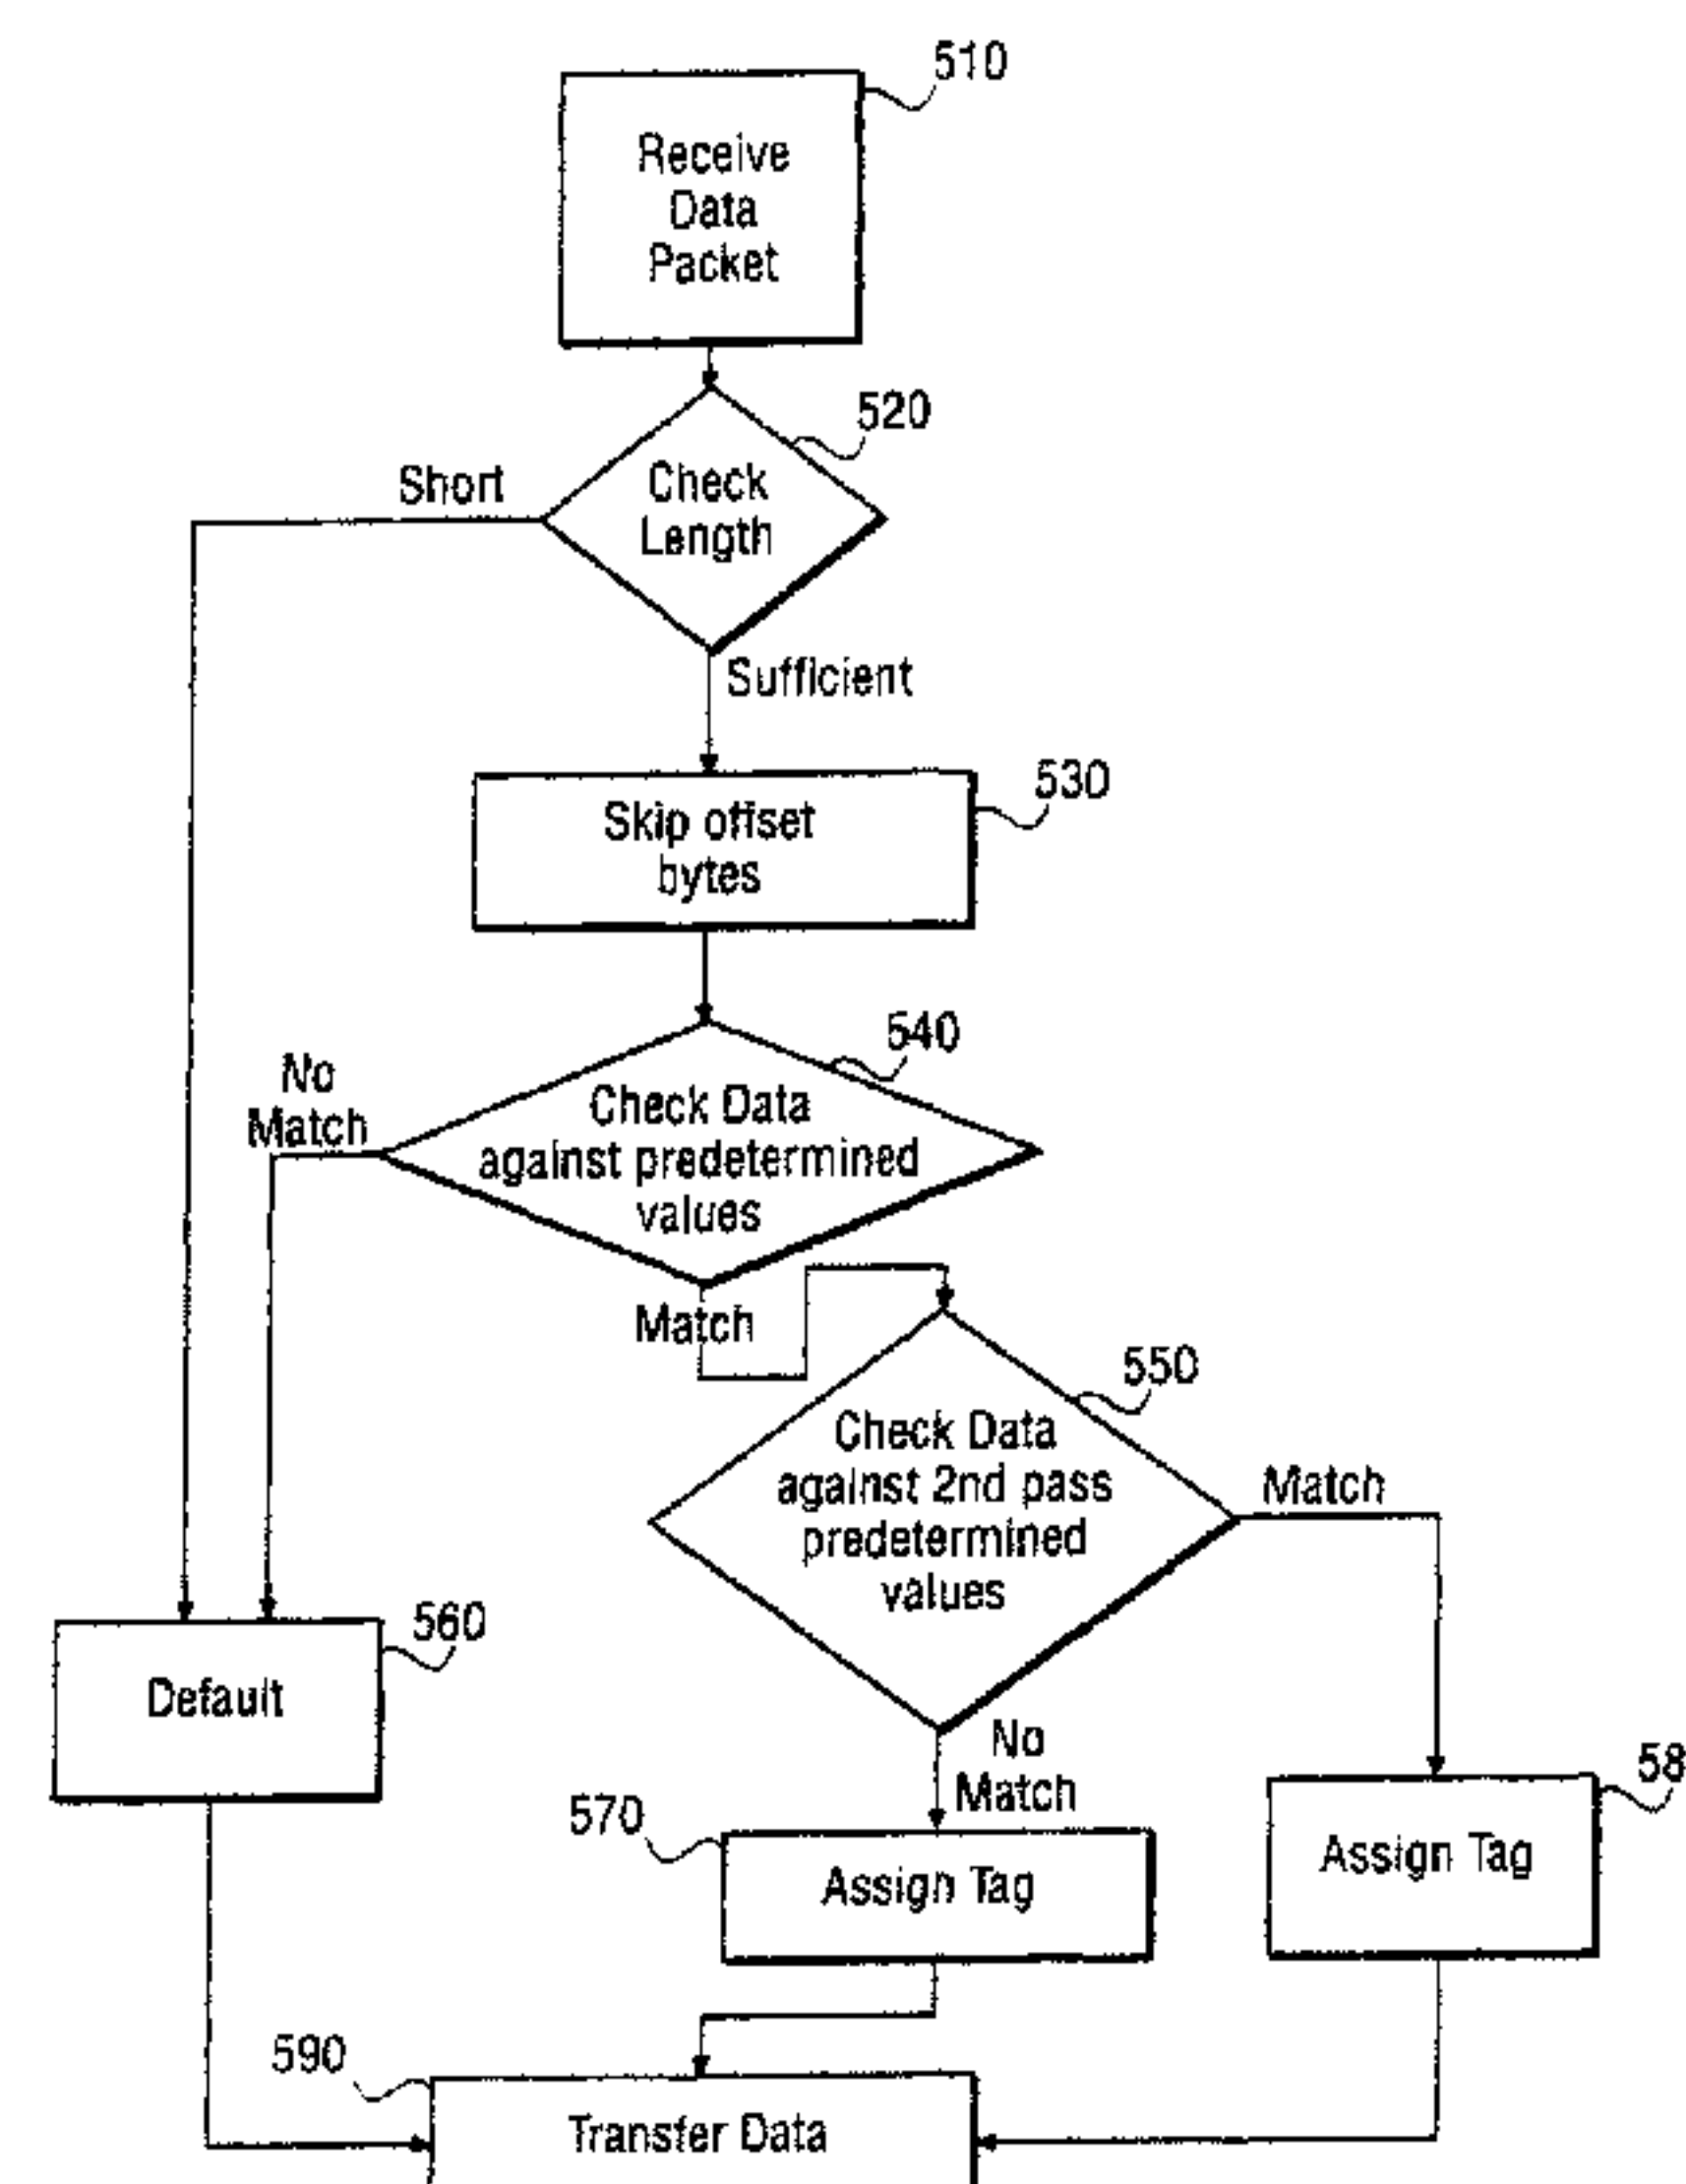 510
Receive
Data
Packet
520
Short
Check
Length
Sufficient
530
Skip offset
bytes
540
No
Match
Check Data
against predetermined
values
Match
550
Check Data
against 2nd pass
predetermined
values
Match
560
Default
No
Match
58
570
Assign Tag
Assign Tag
590
Transfer Data